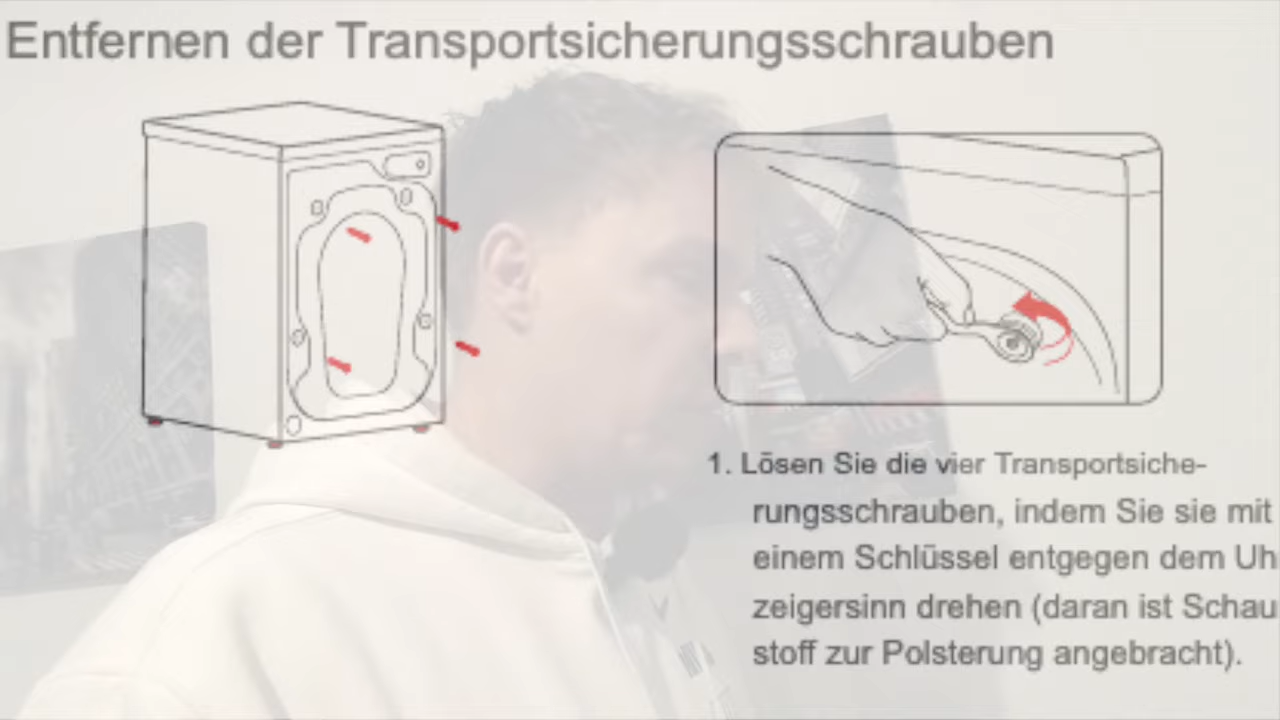 Entfernen der Transportsicherungsschrauben
1. Lösen Sie die vier Transportsiche-
rungsschrauben, indem Sie sie mit
einem Schlüssel entgegen dem Uh
zeigersinn drehen (daran ist Schau
stoff zur Polsterung angebracht).